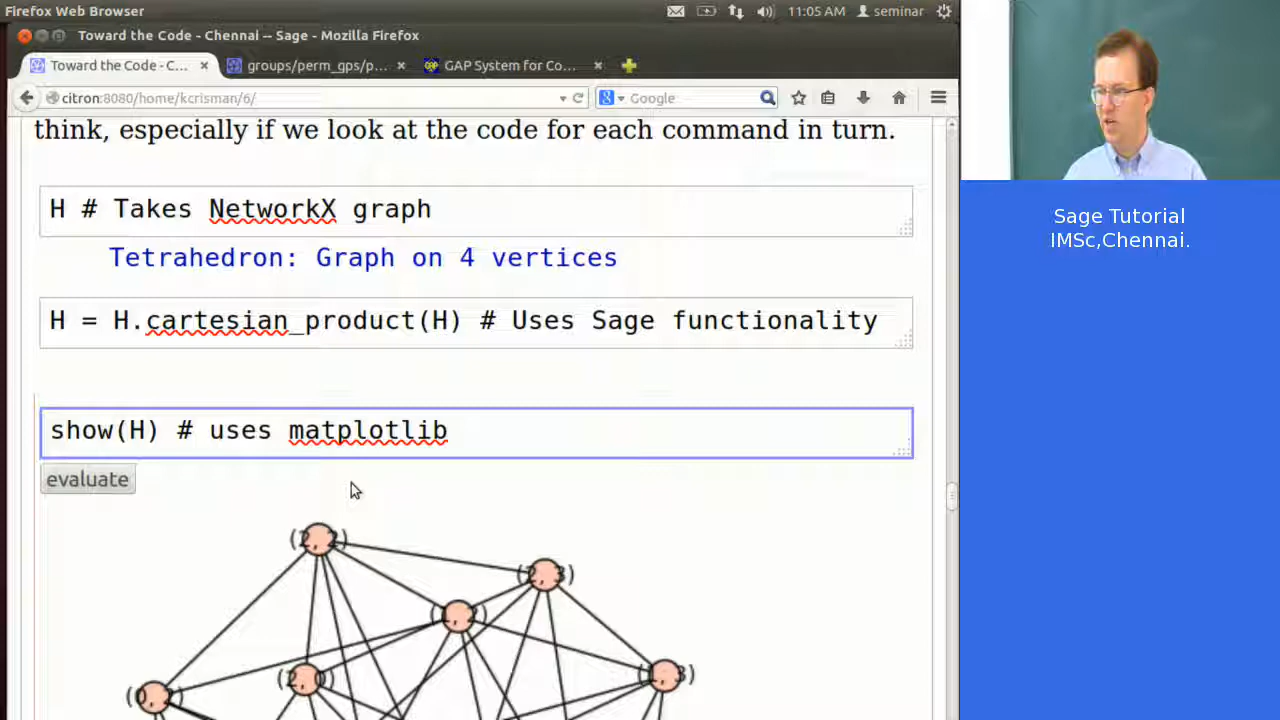 Firefox Web Browser
11:05 AM seminar
Toward the Code - Chennai -- Sage - Mozilla Firefox
Toward the Code - C...
groups/perm_gps/p...
GAP System for Co...
citron:8080/home/kcrisman/6/
Google
think, especially if we look at the code for each command in turn.
H # Takes NetworkX graph
Tetrahedron: Graph on 4 vertices
H = H.cartesian_product(H) # Uses Sage functionality
show(H) # uses matplotlib
evaluate
Sage Tutorial
IMSc,Chennai.